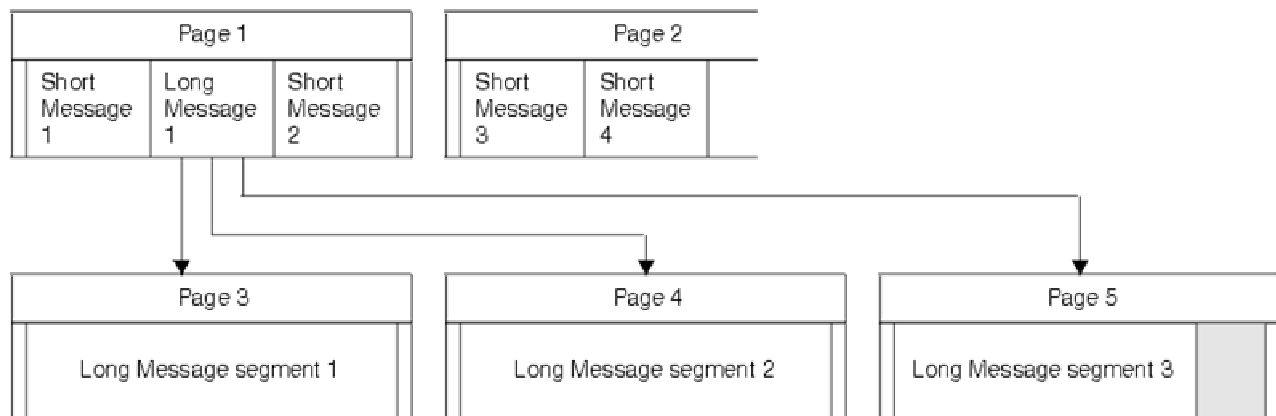 Page 1
Short
Message
1
Long
Message
1
Short
Message
2
Page 2
Short
Message
3
Short
Message
4
Page 3
Long Message segment 1
Page 4
Long Message segment 2
Page 5
Long Message segment 3